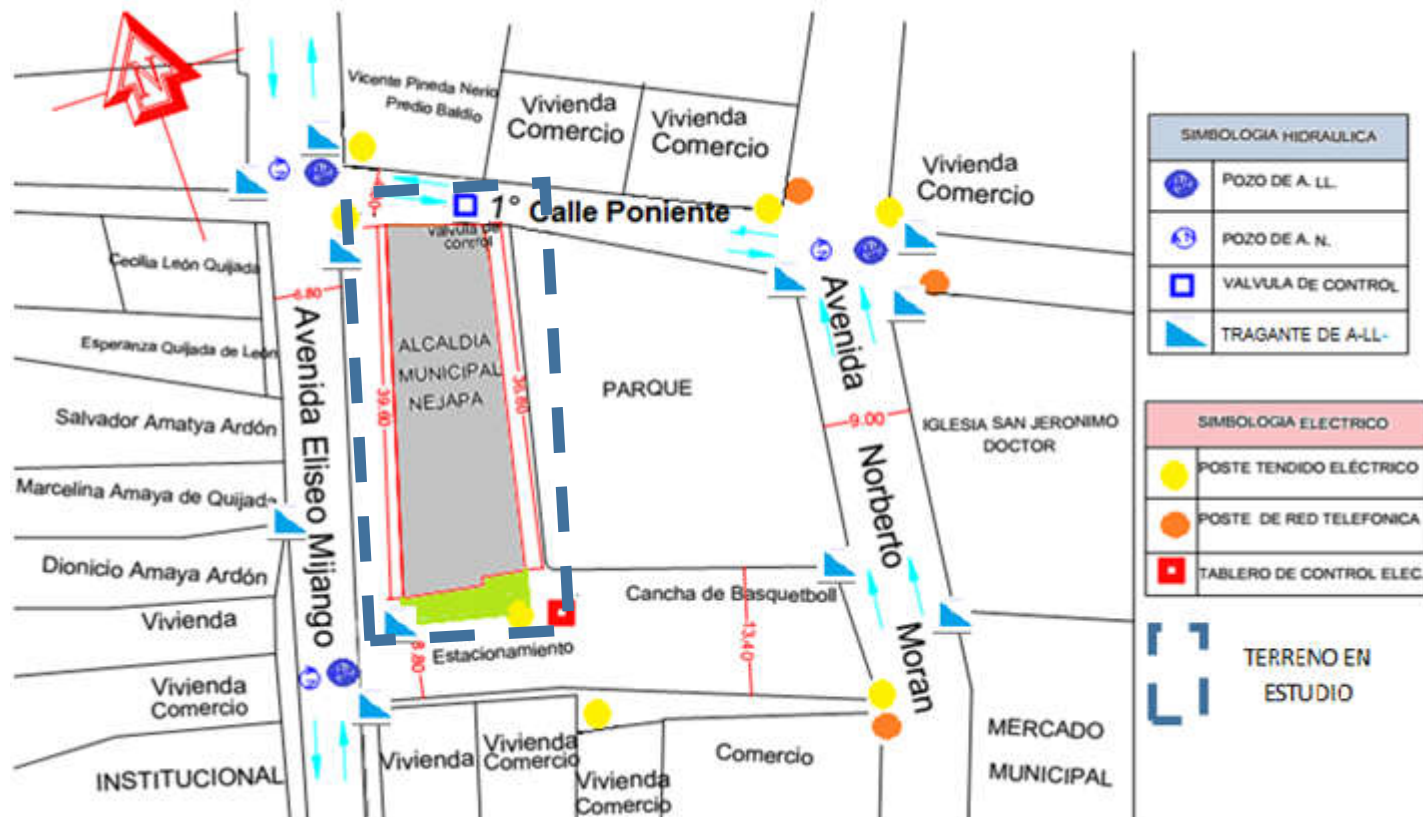 N
Vicente Pineda Nerio
Predio Baldío
Vivienda
Comercio
Vivienda
Comercio
Vivienda
Comercio
1° Calle Poniente
Valvula de
control
Cecilia León Quijada
6.80
Esperanza Quijada de León
Avenida Eliseo Mijango
Salvador Amatya Ardón
Marcelina Amaya de Quijada
Dionicio Amaya Ardón
Vivienda
Vivienda
Comercio
INSTITUCIONAL
ALCALDIA
MUNICIPAL
NEJAPA
39.60
36.80
PARQUE
Avenida Norberto Moran
9.00
IGLESIA SAN JERONIMO
DOCTOR
Cancha de Basquetboll
13.40
Estacionamiento
8.80
Vivienda
Vivienda
Comercio
Vivienda
Comercio
Comercio
MERCADO
MUNICIPAL
SIMBOLOGIA HIDRAULICA
POZO DE A. LL.
POZO DE A. N.
VALVULA DE CONTROL
TRAGANTE DE A-LL-
SIMBOLOGIA ELECTRICO
POSTE TENDIDO ELÉCTRICO
POSTE DE RED TELEFONICA
TABLERO DE CONTROL ELEC.
TERRENO EN
ESTUDIO